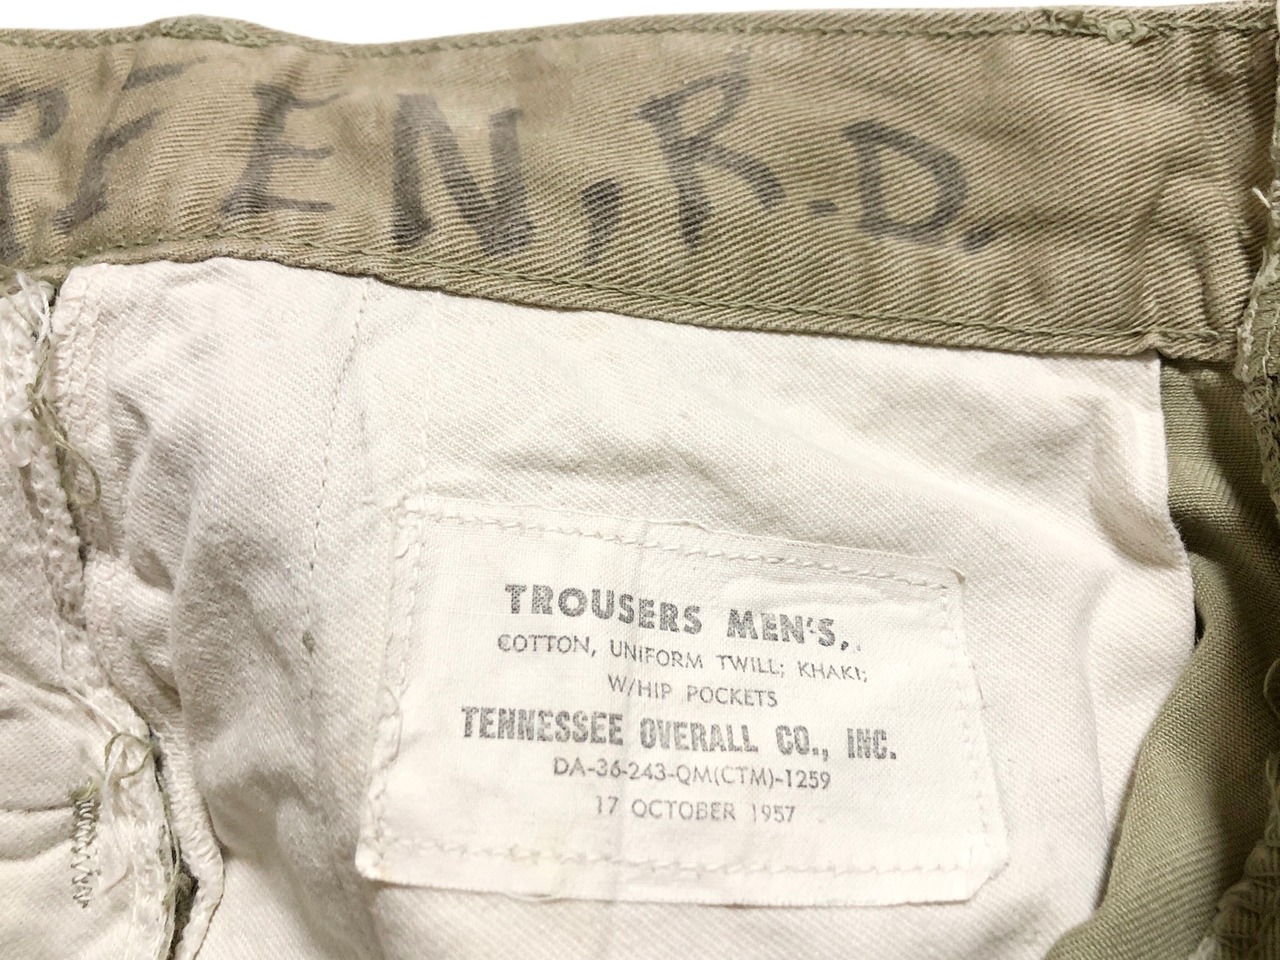 PFEN, R.D.
TROUSERS MEN'S,
COTTON, UNIFORM TWILL; KHAKI;
W/HIP POCKETS
TENNESSEE OVERALL CO., INC.
DA-36-243-QM(CTM)-1259
17 OCTOBER 1957